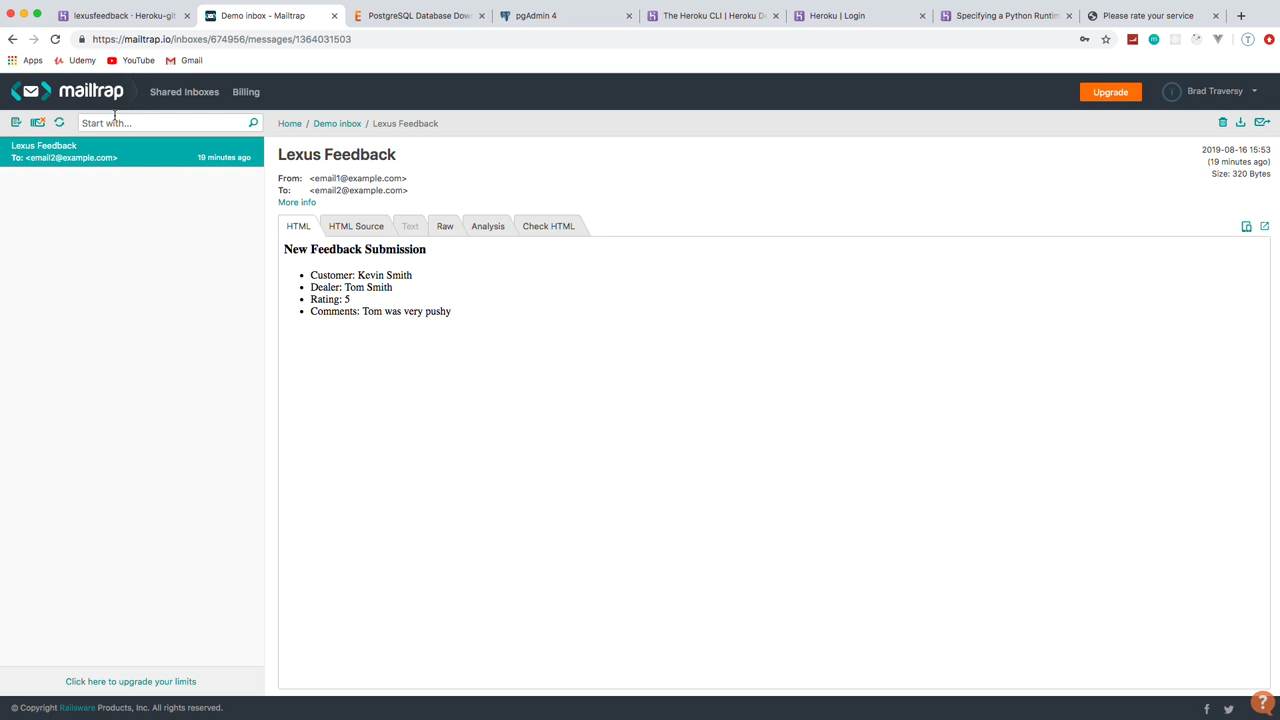 lexusfeedback · Heroku-git
Demo inbox - Mailtrap
PostgreSQL Database Down
pgAdmin 4
The Heroku CLI | Heroku De
Heroku | Login
Specifying a Python Runtim
Please rate your service
https://mailtrap.io/inboxes/674956/messages/1364031503
Apps
Udemy
YouTube
Gmail
mailtrap
Shared Inboxes
Billing
Upgrade
Brad Traversy
Start with...
Home / Demo inbox / Lexus Feedback
Lexus Feedback
To: <email2@example.com>
19 minutes ago
Lexus Feedback
2019-08-16 15:53
(19 minutes ago)
Size: 320 Bytes
From: <email1@example.com>
To: <email2@example.com>
More info
HTML
HTML Source
Text
Raw
Analysis
Check HTML
New Feedback Submission
• Customer: Kevin Smith
• Dealer: Tom Smith
• Rating: 5
• Comments: Tom was very pushy
Click here to upgrade your limits
© Copyright Railsware Products, Inc. All rights reserved.